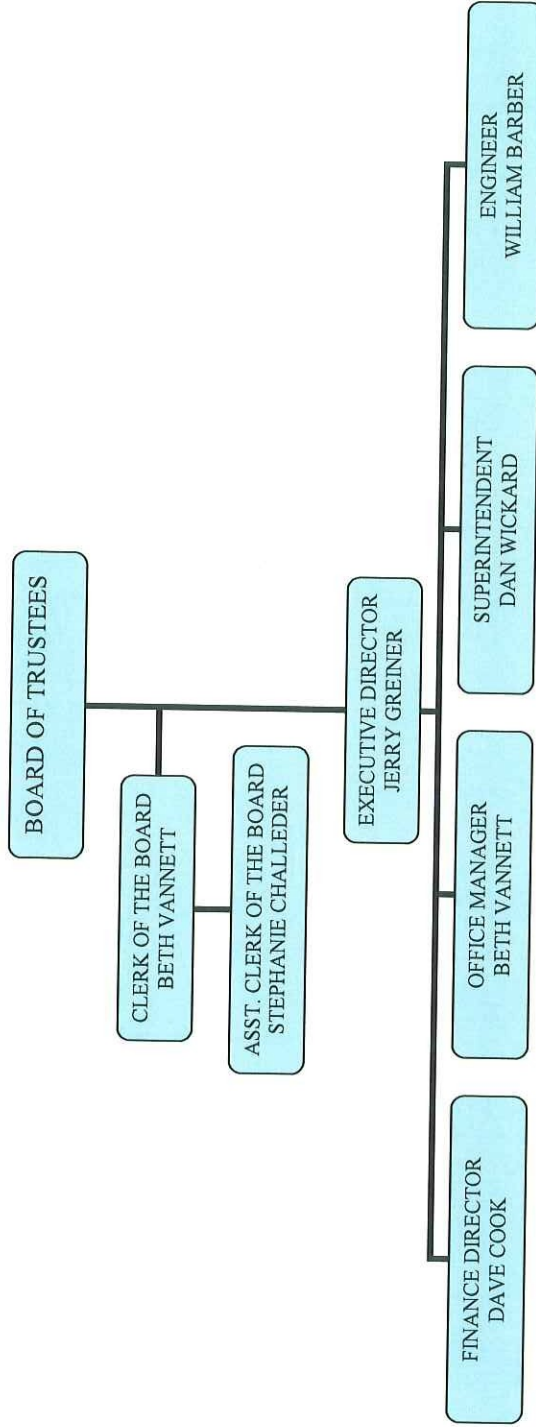 BOARD OF TRUSTEES
CLERK OF THE BOARD
BETH VANNETT
ASST. CLERK OF THE BOARD
STEPHANIE CHALLEDER
EXECUTIVE DIRECTOR
JERRY GREINER
FINANCE DIRECTOR
DAVE COOK
OFFICE MANAGER
BETH VANNETT
SUPERINTENDENT
DAN WICKARD
ENGINEER
WILLIAM BARBER